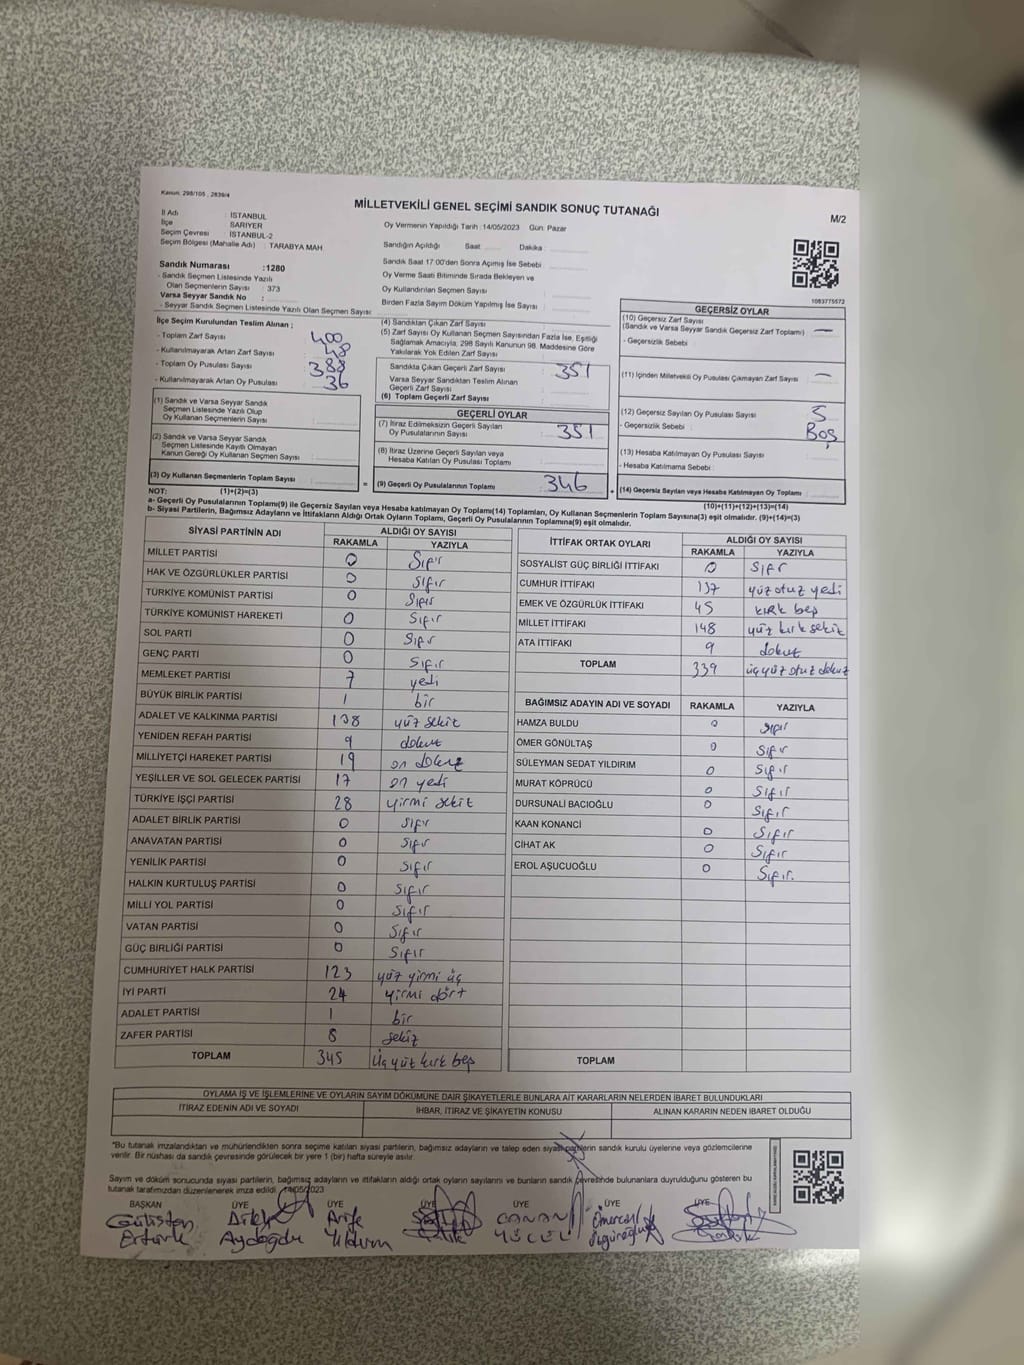 Kanun: 298/105 , 2839/4
MİLLETVEKİLİ GENEL SEÇİMİ SANDIK SONUÇ TUTANAĞI
M/2
İl Adı : İSTANBUL
İlçe : SARIYER
Seçim Çevresi : İSTANBUL-2
Seçim Bölgesi (Mahalle Adı) : TARABYA MAH
Oy Vermenin Yapıldığı Tarih : 14/05/2023 Gün: Pazar
Sandığın Açıldığı Saat Dakika
Sandık Saat 17:00'den Sonra Açımış İse Sebebi
Oy Verme Saati Bitiminde Sırada Bekleyen ve
Oy Kullandırılan Seçmen Sayısı
Birden Fazla Sayım Döküm Yapılmış İse Sayısı
1083775572
Sandık Numarası :1280
- Sandık Seçmen Listesinde Yazılı
Olan Seçmenlerin Sayısı : 373
Varsa Seyyar Sandık No :
- Seyyar Sandık Seçmen Listesinde Yazılı Olan Seçmen Sayısı
İlçe Seçim Kurulundan Teslim Alınan ;
- Toplam Zarf Sayısı 400
- Kullanılmayarak Artan Zarf Sayısı
- Toplam Oy Pusulası Sayısı 388
- Kullanılmayarak Artan Oy Pusulası 36
(1) Sandık ve Varsa Seyyar Sandık
Seçmen Listesinde Yazılı Olup
Oy Kullanan Seçmenlerin Sayısı
(2) Sandık ve Varsa Seyyar Sandık
Seçmen Listesinde Kayıtlı Olmayan
Kanun Gereği Oy Kullanan Seçmen Sayısı
(3) Oy Kullanan Seçmenlerin Toplam Sayısı
(4) Sandıktan Çıkan Zarf Sayısı
(5) Zarf Sayısı Oy Kullanan Seçmen Sayısından Fazla İse, Eşitliği
Sağlamak Amacıyla, 298 Sayılı Kanunun 98. Maddesine Göre
Yakılarak Yok Edilen Zarf Sayısı
Sandıkta Çıkan Geçerli Zarf Sayısı 351
Varsa Seyyar Sandıktan Teslim Alınan
Geçerli Zarf Sayısı
(6) Toplam Geçerli Zarf Sayısı
GEÇERLİ OYLAR
(7) İtiraz Edilmeksizin Geçerli Sayılan
Oy Pusulalarının Sayısı 351
(8) İtiraz Üzerine Geçerli Sayılan veya
Hesaba Katılan Oy Pusulası Toplamı
= (9) Geçerli Oy Pusulalarının Toplamı 346 +
GEÇERSİZ OYLAR
(10) Geçersiz Zarf Sayısı
(Sandık ve Varsa Seyyar Sandık Geçersiz Zarf Toplamı) —
- Geçersizlik Sebebi
(11) İçinden Milletvekili Oy Pusulası Çıkmayan Zarf Sayısı —
(12) Geçersiz Sayılan Oy Pusulası Sayısı 5
- Geçersizlik Sebebi Boş
(13) Hesaba Katılmayan Oy Pusulası Sayısı
- Hesaba Katılmama Sebebi
(14) Geçersiz Sayılan veya Hesaba Katılmayan Oy Toplamı
NOT: (1)+(2)=(3) (10)+(11)+(12)+(13)=(14)
a- Geçerli Oy Pusulalarının Toplamı(9) ile Geçersiz Sayılan veya Hesaba katılmayan Oy Toplamı(14) Toplamları, Oy Kullanan Seçmenlerin Toplam Sayısına(3) eşit olmalıdır. (9)+(14)=(3)
b- Siyasi Partilerin, Bağımsız Adayların ve İttifakların Aldığı Ortak Oyların Toplamı, Geçerli Oy Pusulalarının Toplamına(9) eşit olmalıdır.
SİYASİ PARTİNİN ADI ALDIĞI OY SAYISI
RAKAMLA YAZIYLA
MİLLET PARTİSİ 0 Sıfır
HAK VE ÖZGÜRLÜKLER PARTİSİ 0 Sıfır
TÜRKİYE KOMÜNİST PARTİSİ 0 Sıfır
TÜRKİYE KOMÜNİST HAREKETİ 0 Sıfır
SOL PARTİ 0 Sıfır
GENÇ PARTİ 0 Sıfır
MEMLEKET PARTİSİ 7 yedi
BÜYÜK BİRLİK PARTİSİ 1 bir
ADALET VE KALKINMA PARTİSİ yüz sekiz
YENİDEN REFAH PARTİSİ 9 dokuz
MİLLİYETÇİ HAREKET PARTİSİ 19 on dokuz
YEŞİLLER VE SOL GELECEK PARTİSİ 17 on yedi
TÜRKİYE İŞÇİ PARTİSİ 28 yirmi sekiz
ADALET BİRLİK PARTİSİ 0 Sıfır
ANAVATAN PARTİSİ 0 Sıfır
YENİLİK PARTİSİ 0 Sıfır
HALKIN KURTULUŞ PARTİSİ 0 Sıfır
MİLLİ YOL PARTİSİ 0 Sıfır
VATAN PARTİSİ 0 Sıfır
GÜÇ BİRLİĞİ PARTİSİ 0 Sıfır
CUMHURİYET HALK PARTİSİ 123 yüz yirmi üç
İYİ PARTİ 24 yirmi dört
ADALET PARTİSİ 1 bir
ZAFER PARTİSİ 8 sekiz
TOPLAM 345 Üç yüz kırk beş
İTTİFAK ORTAK OYLARI ALDIĞI OY SAYISI
RAKAMLA YAZIYLA
SOSYALİST GÜÇ BİRLİĞİ İTTİFAKI 0 Sıfır
CUMHUR İTTİFAKI 137 yüz otuz yedi
EMEK VE ÖZGÜRLÜK İTTİFAKI 45 kırk beş
MİLLET İTTİFAKI 148 yüz kırk sekiz
ATA İTTİFAKI 9 dokuz
TOPLAM 339 üç yüz otuz dokuz
BAĞIMSIZ ADAYIN ADI VE SOYADI RAKAMLA YAZIYLA
HAMZA BULDU 0 Sıfır
ÖMER GÖNÜLTAŞ 0 Sıfır
SÜLEYMAN SEDAT YILDIRIM 0 Sıfır
MURAT KÖPRÜCÜ 0 Sıfır
DURSUNALİ BACIOĞLU 0 Sıfır
KAAN KONANCİ 0 Sıfır
CİHAT AK 0 Sıfır
EROL AŞUCUOĞLU 0 Sıfır.
TOPLAM
OYLAMA İŞ VE İŞLEMLERİNE VE OYLARIN SAYIM DÖKÜMÜNE DAİR ŞİKAYETLERLE BUNLARA AİT KARARLARIN NELERDEN İBARET BULUNDUKLARI
İTİRAZ EDENİN ADI VE SOYADI İHBAR, İTİRAZ VE ŞİKAYETİN KONUSU ALINAN KARARIN NEDEN İBARET OLDUĞU
*Bu tutanak imzalandıktan ve mühürlendikten sonra seçime katılan siyasi partilerin, bağımsız adayların ve talep eden siyasi partilerin sandık kurulu üyelerine veya gözlemcilerine
verilir. Bir nüshası da sandık çevresinde görülecek bir yere 1 (bir) hafta süreyle asılır.
Sayım ve döküm sonucunda siyasi partilerin, bağımsız adayların ve ittifakların aldığı ortak oyların sayılarını ve bunların sandık çevresinde bulunanlara duyrulduğunu gösteren bu
tutanak tarafımızdan düzenlenerek imza edildi. 14/05/2023
BAŞKAN ÜYE ÜYE ÜYE ÜYE ÜYE ÜYE
Gülistan Arife CANAN
Ertürk Aydoğdu Yıldırım YÜCEL